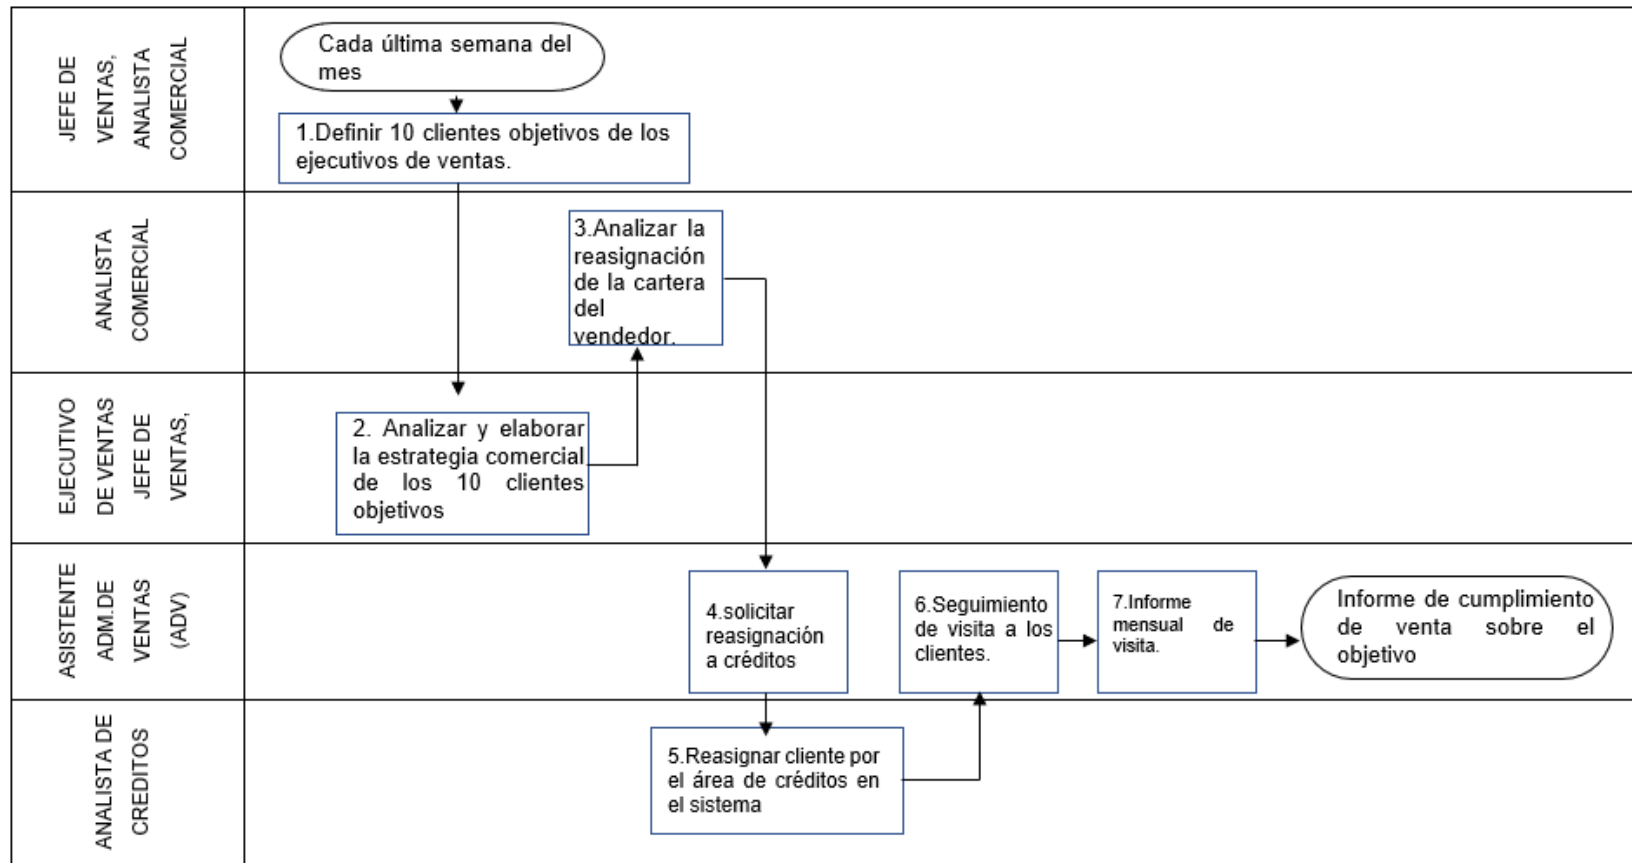 JEFE DE
VENTAS,
ANALISTA
COMERCIAL
Cada última semana del
mes
1.Definir 10 clientes objetivos de los
ejecutivos de ventas.
ANALISTA
COMERCIAL
3.Analizar la
reasignación
de la cartera
del
vendedor.
EJECUTIVO
DE VENTAS
JEFE DE
VENTAS,
2. Analizar y elaborar
la estrategia comercial
de los 10 clientes
objetivos
ASISTENTE
ADM.DE
VENTAS
(ADV)
4.solicitar
reasignación
a créditos
6.Seguimiento
de visita a los
clientes.
7.Informe
mensual de
visita.
Informe de cumplimiento
de venta sobre el
objetivo
ANALISTA DE
CREDITOS
5.Reasignar cliente por
el área de créditos en
el sistema